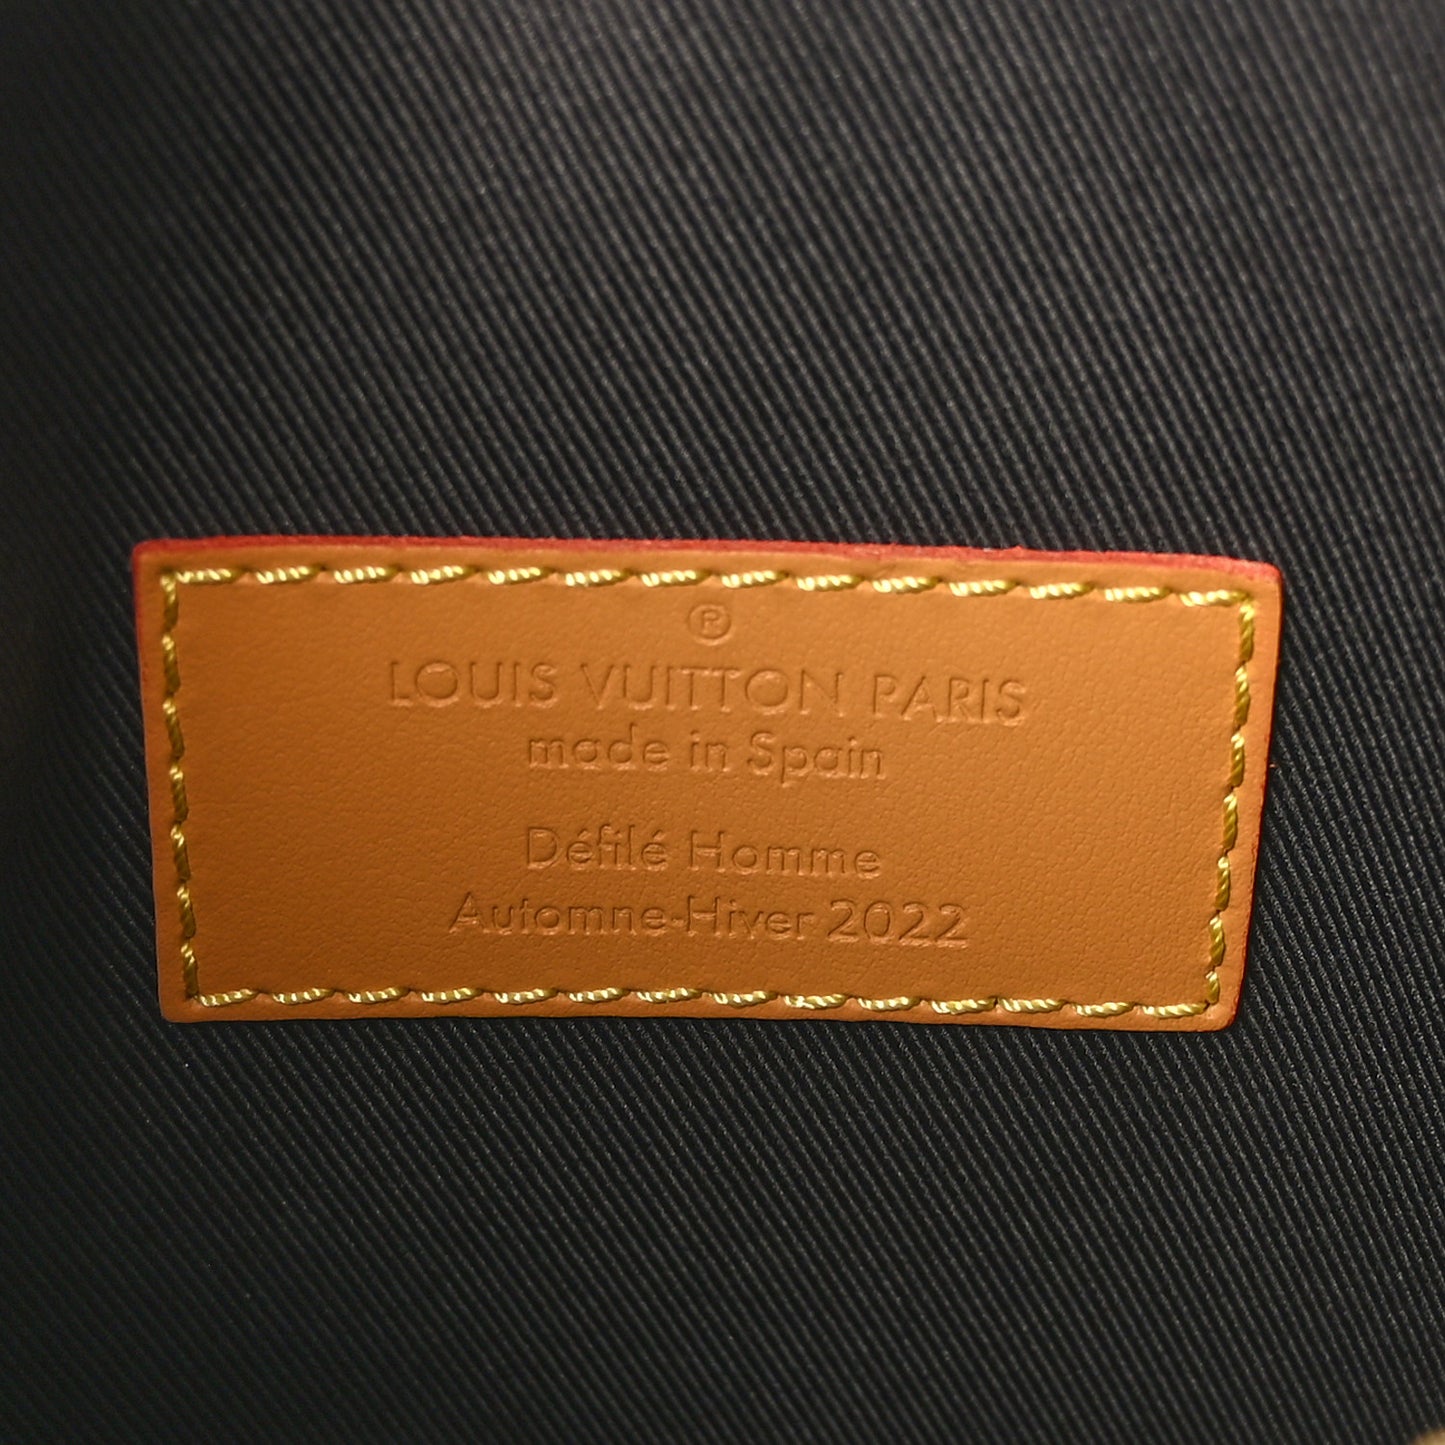 ®
LOUIS VUITTON PARIS
made in Spain
Défilé Homme
Automne-Hiver 2022